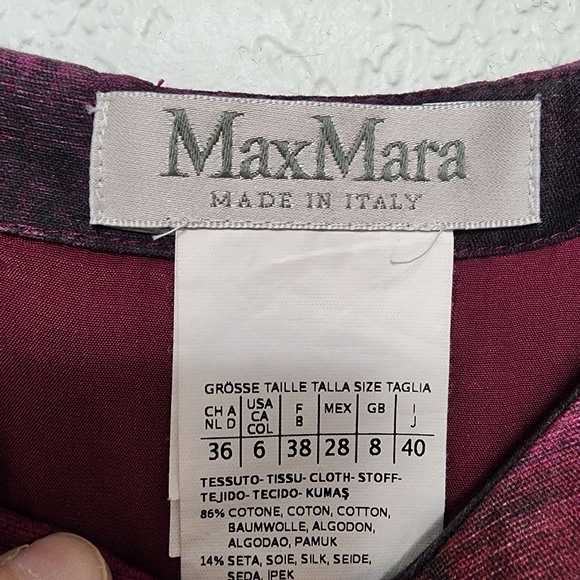 MaxMara
MADE IN ITALY
GRÖSSE TAILLE TALLA SIZE TAGLIA
CH A NL D USA CA COL F B MEX GB I J
36 6 38 28 8 40
TESSUTO-TISSU-CLOTH-STOFF-
TEJIDO-TECIDO-KUMAŞ
86% COTONE, COTON, COTTON,
BAUMWOLLE, ALGODON,
ALGODAO, PAMUK
14% SETA, SOIE, SILK, SEIDE,
SEDA, IPEK